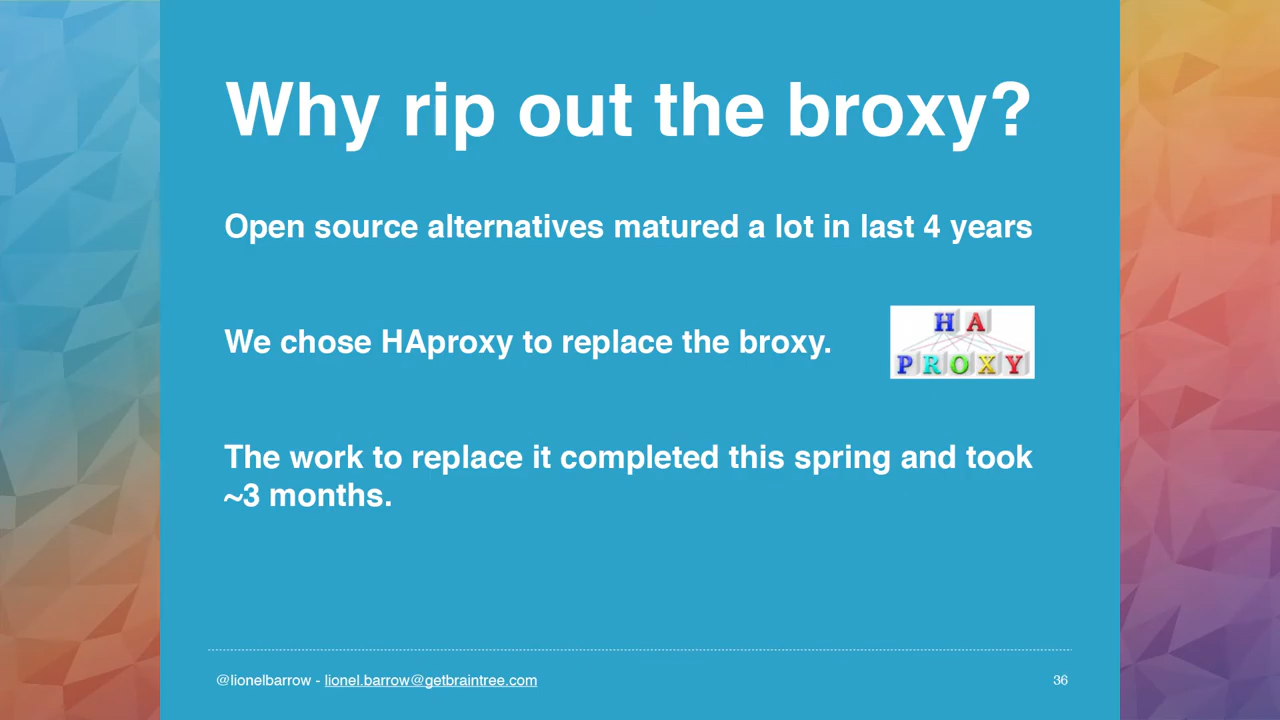 Why rip out the broxy?
Open source alternatives matured a lot in last 4 years
We chose HAproxy to replace the broxy.
H A
PROXY
The work to replace it completed this spring and took
~3 months.
@lionelbarrow - lionel.barrow@getbraintree.com
36